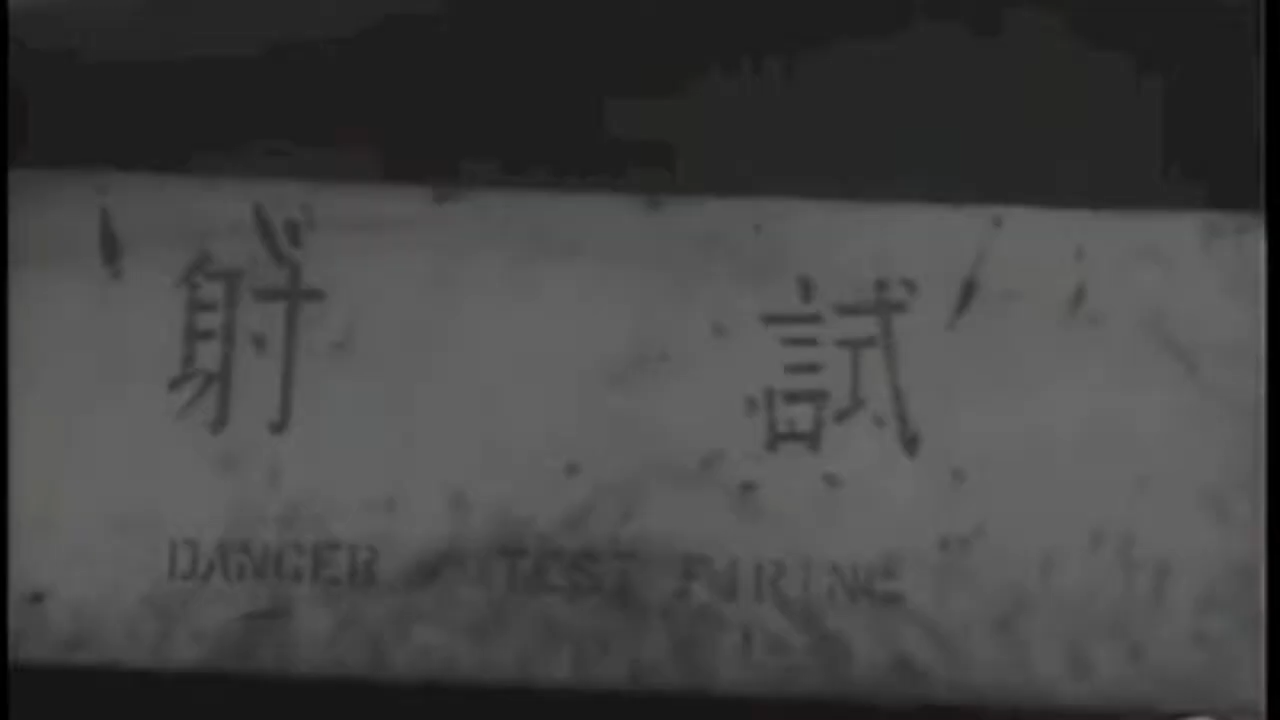 射 試
DANGER TEST FIRING